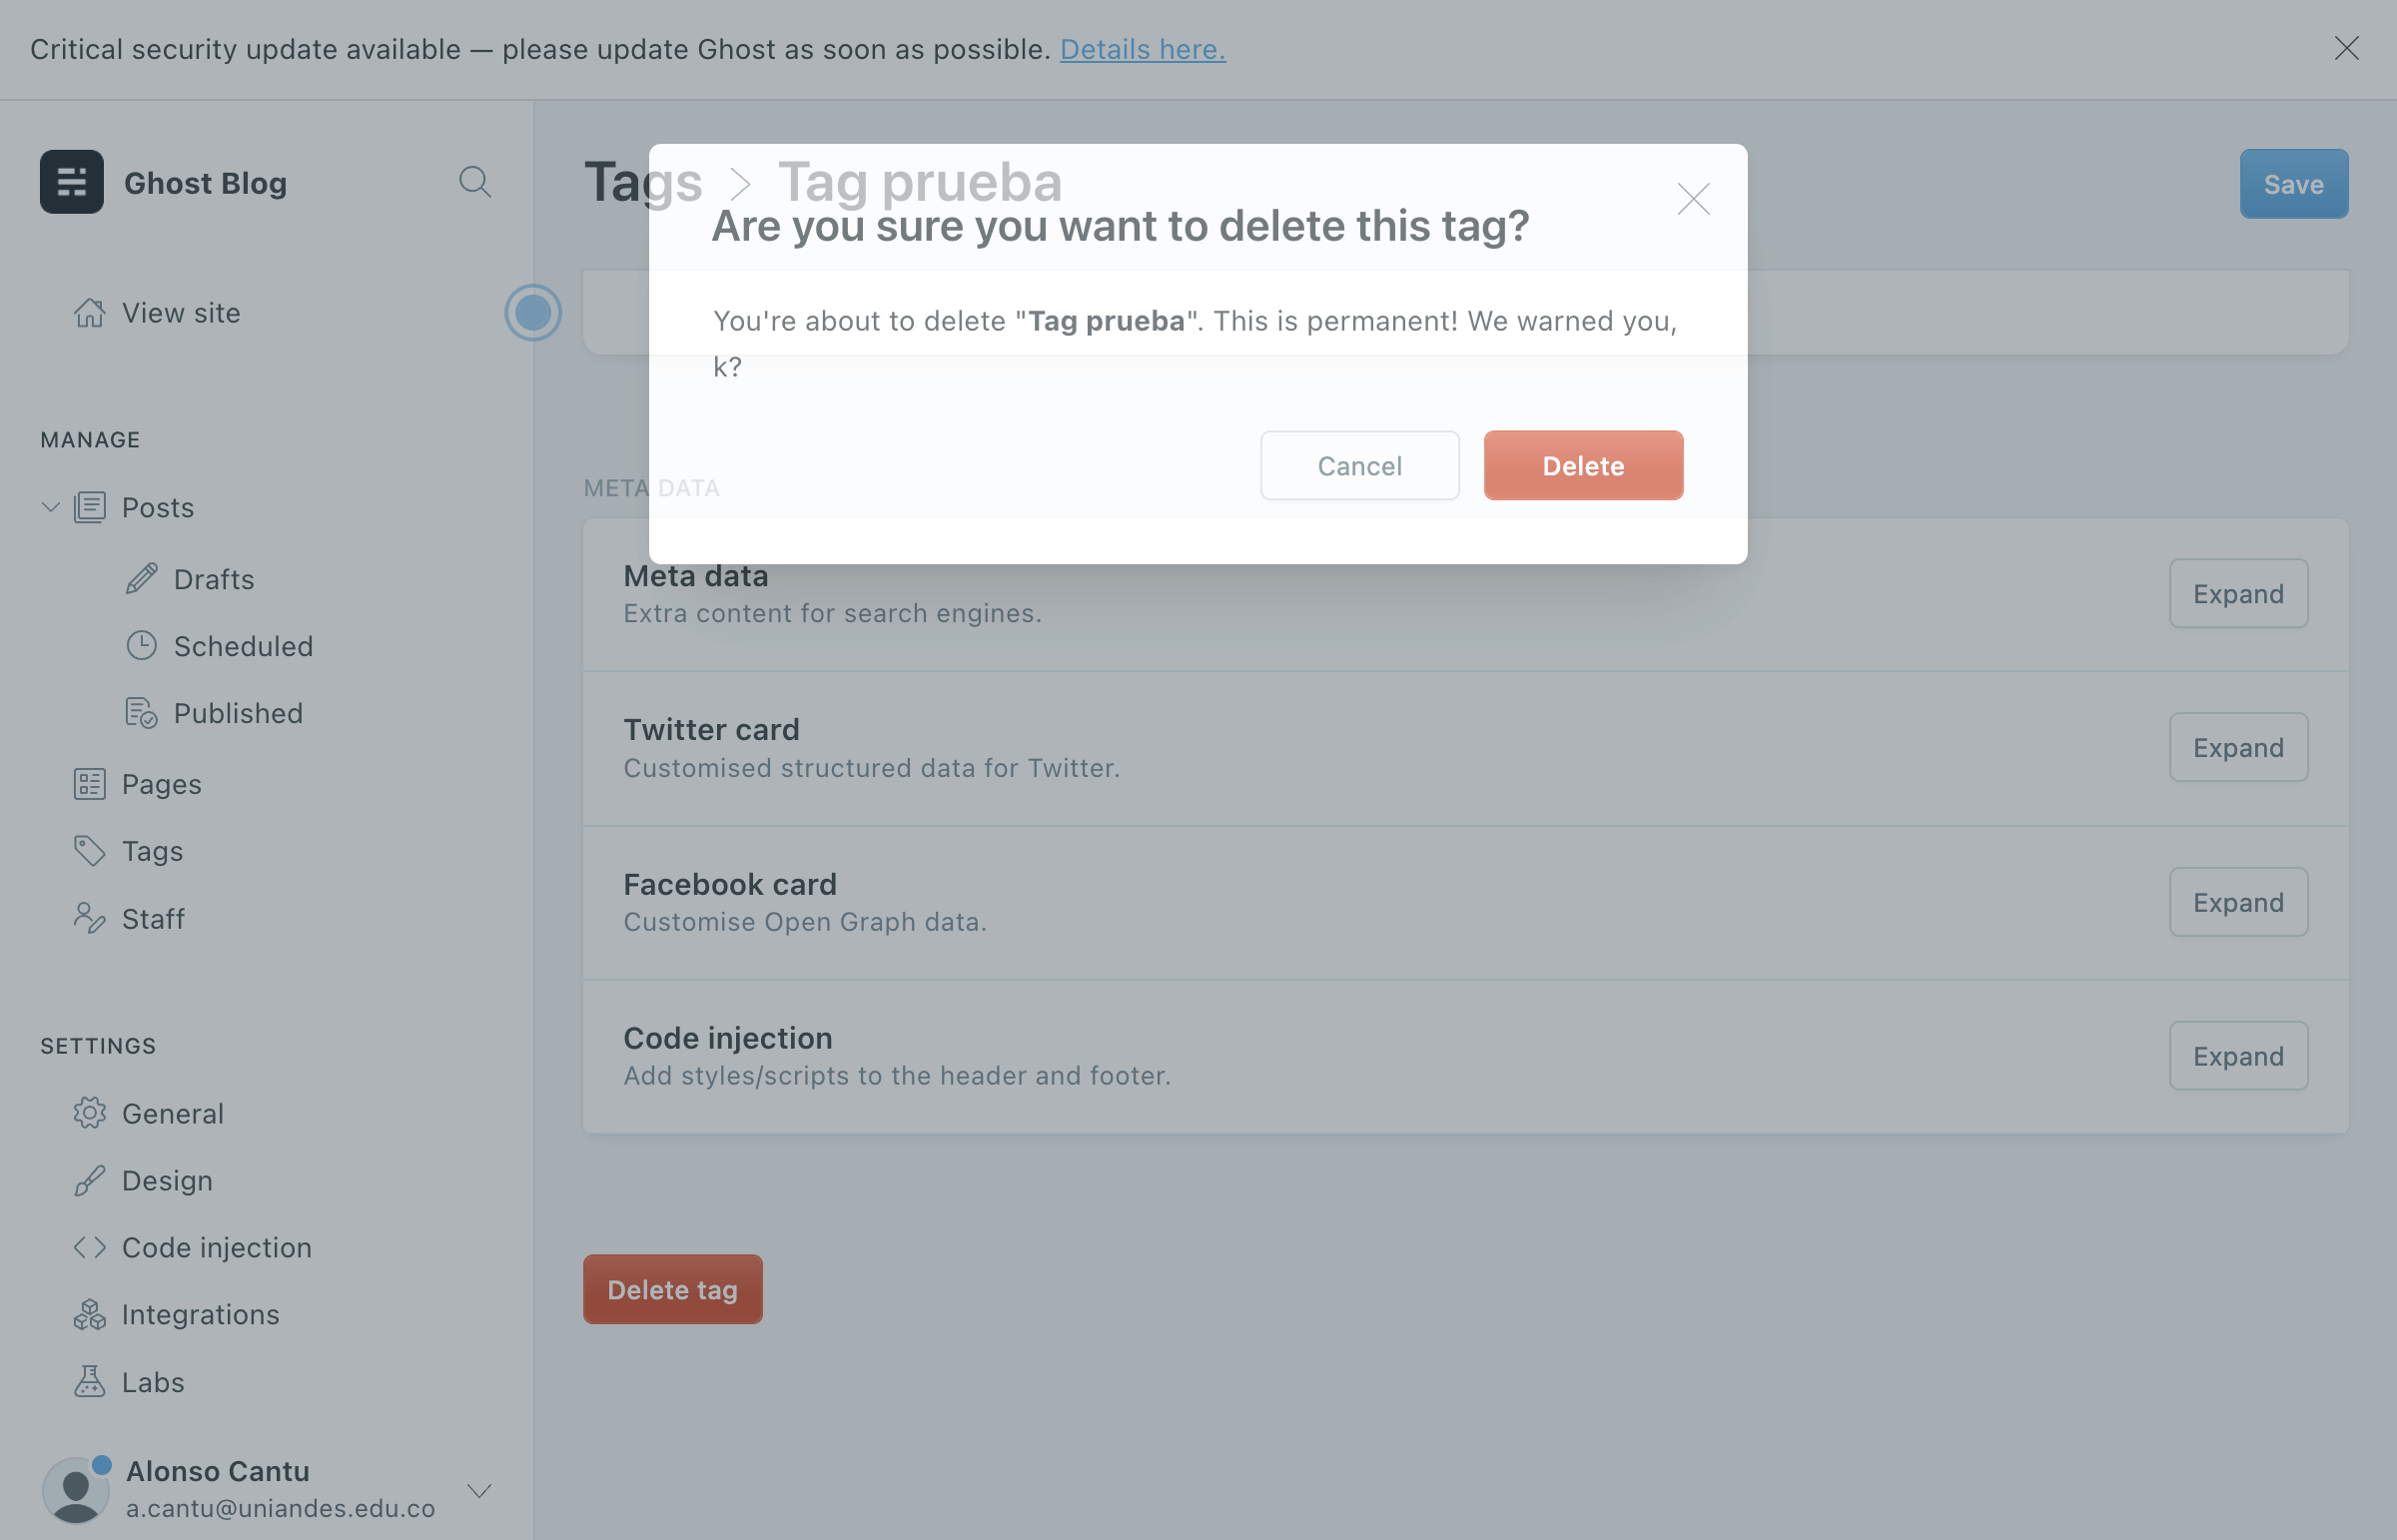 Critical security update available — please update Ghost as soon as possible. Details here.
Ghost Blog
View site
MANAGE
Posts
Drafts
Scheduled
Published
Pages
Tags
Staff
SETTINGS
General
Design
Code injection
Integrations
Labs
Alonso Cantu
a.cantu@uniandes.edu.co
Tags > Tag prueba
Save
Are you sure you want to delete this tag?
You're about to delete "Tag prueba". This is permanent! We warned you,
k?
Cancel
Delete
META DATA
Meta data
Extra content for search engines.
Expand
Twitter card
Customised structured data for Twitter.
Expand
Facebook card
Customise Open Graph data.
Expand
Code injection
Add styles/scripts to the header and footer.
Expand
Delete tag